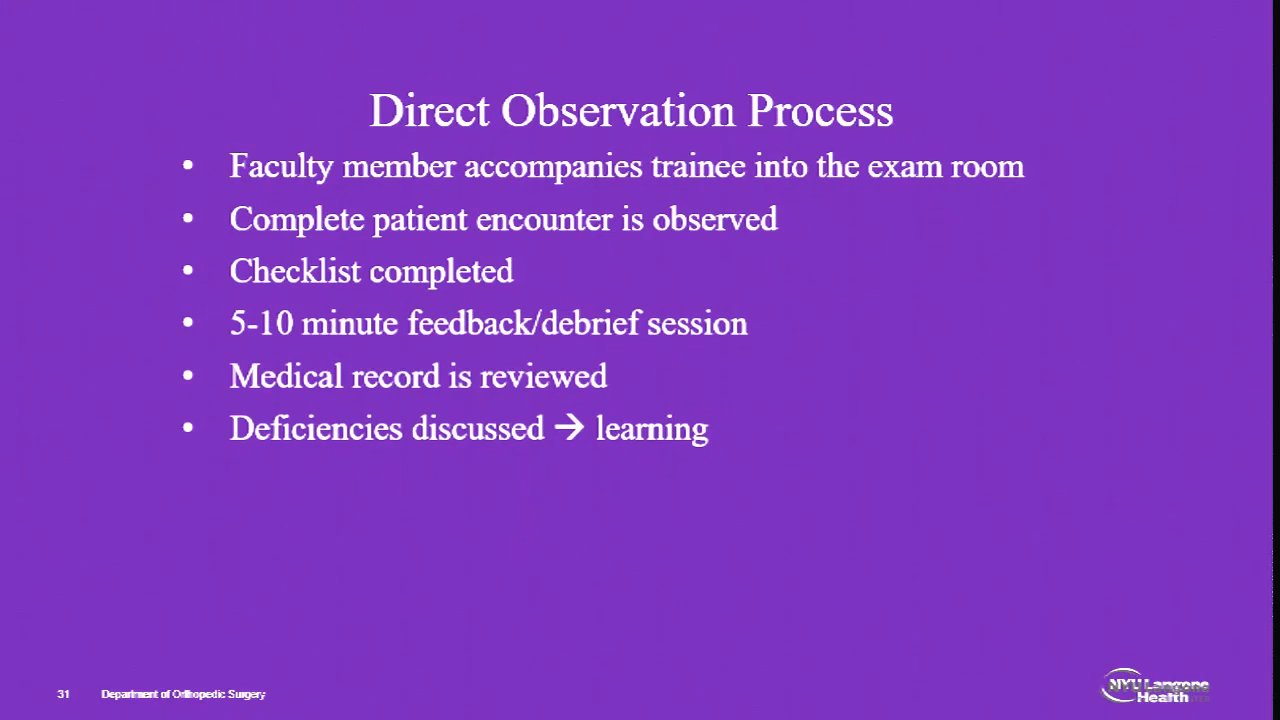 Direct Observation Process
• Faculty member accompanies trainee into the exam room
• Complete patient encounter is observed
• Checklist completed
• 5-10 minute feedback/debrief session
• Medical record is reviewed
• Deficiencies discussed → learning
31 Department of Orthopedic Surgery
NYU Langone
Health